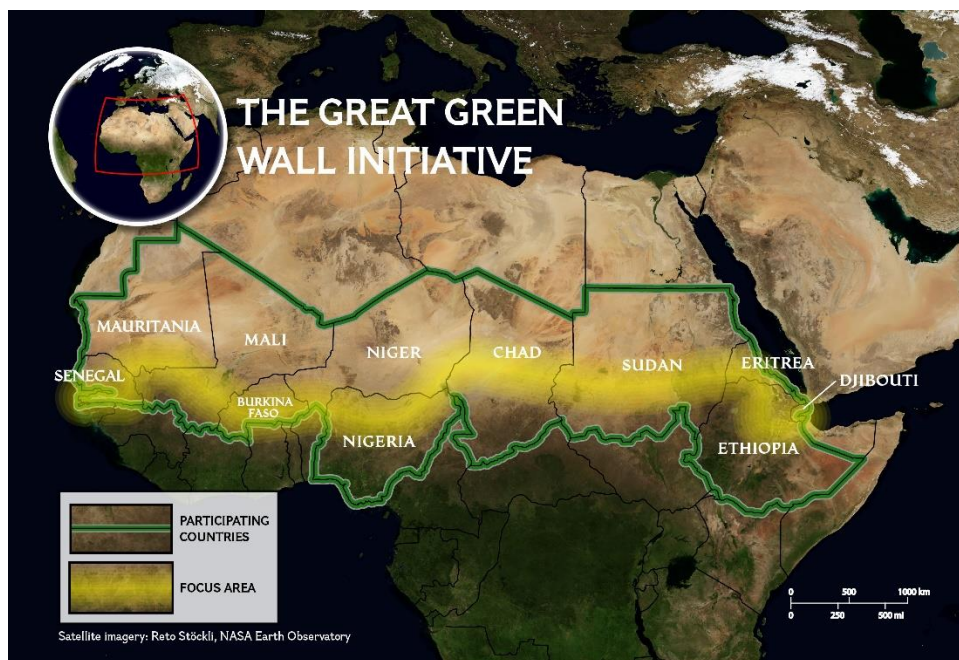 THE GREAT GREEN
WALL INITIATIVE
MAURITANIA
MALI
NIGER
CHAD
SUDAN
ERITREA
DJIBOUTI
SENEGAL
BURKINA
FASO
NIGERIA
ETHIOPIA
PARTICIPATING
COUNTRIES
FOCUS AREA
0 500 1000 km
0 250 500 mi
Satellite imagery: Reto Stöckli, NASA Earth Observatory